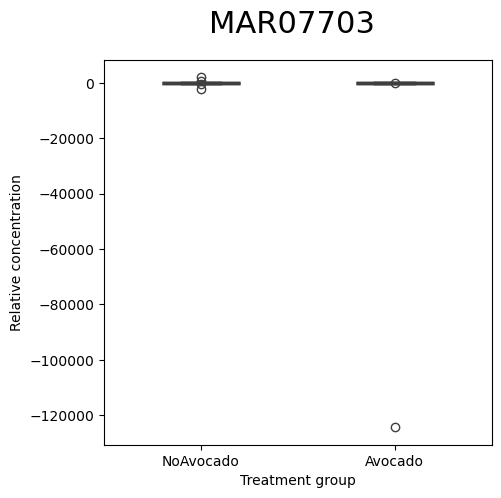 MAR07703
0
−20000
−40000
−60000
−80000
−100000
−120000
Relative concentration
NoAvocado
Avocado
Treatment group